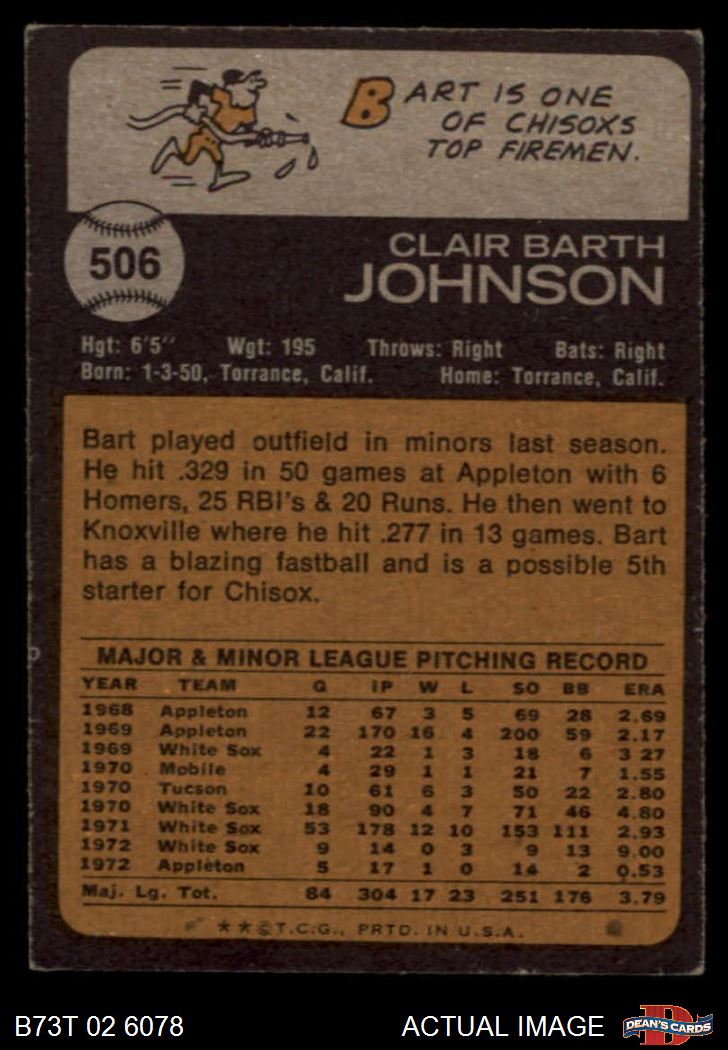 BART IS ONE
OF CHISOXS
TOP FIREMEN.
506
CLAIR BARTH
JOHNSON
Hgt: 6'5" Wgt: 195 Throws: Right Bats: Right
Born: 1-3-50, Torrance, Calif. Home: Torrance, Calif.
Bart played outfield in minors last season.
He hit .329 in 50 games at Appleton with 6
Homers, 25 RBI's & 20 Runs. He then went to
Knoxville where he hit .277 in 13 games. Bart
has a blazing fastball and is a possible 5th
starter for Chisox.
MAJOR & MINOR LEAGUE PITCHING RECORD
YEAR TEAM G IP W L SO BB ERA
1968 Appleton 12 67 3 5 69 28 2.69
1969 Appleton 22 170 16 4 200 59 2.17
1969 White Sox 4 22 1 3 18 6 3 27
1970 Mobile 4 29 1 1 21 7 1.55
1970 Tucson 10 61 6 3 50 22 2.80
1970 White Sox 18 90 4 7 71 46 4.80
1971 White Sox 53 178 12 10 153 111 2.93
1972 White Sox 9 14 0 3 9 13 9.00
1972 Appleton 5 17 1 0 14 2 0.53
Maj. Lg. Tot. 84 304 17 23 251 176 3.79
★★©T.C.G., PRTD. IN U.S.A.
B73T 02 6078 ACTUAL IMAGE D DEAN'S CARDS